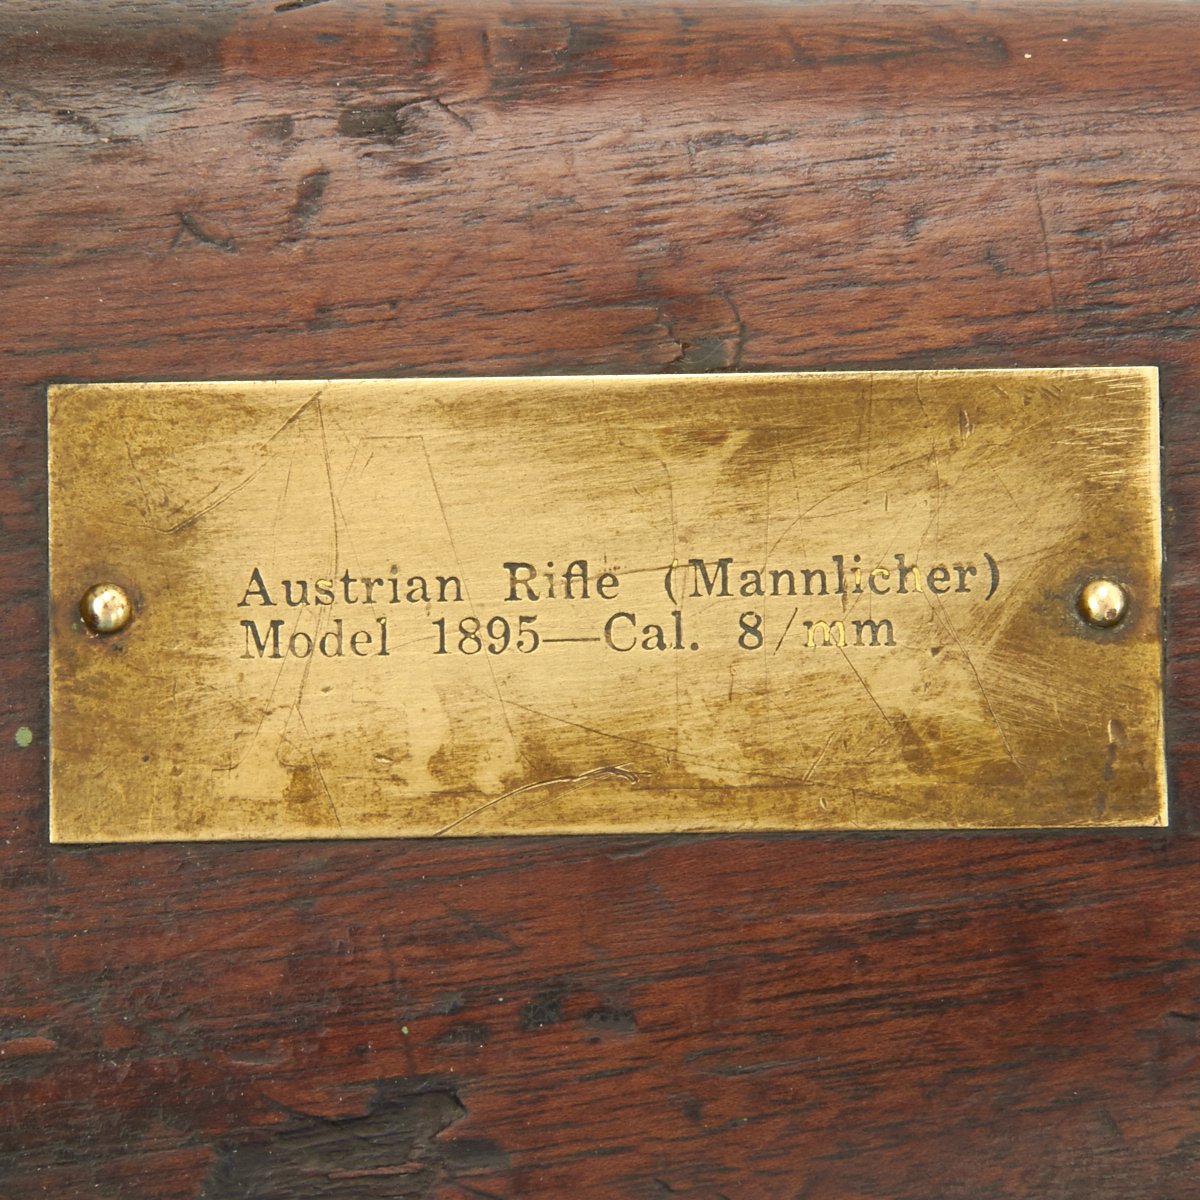 Austrian Rifle (Mannlicher)
Model 1895—Cal. 8/mm